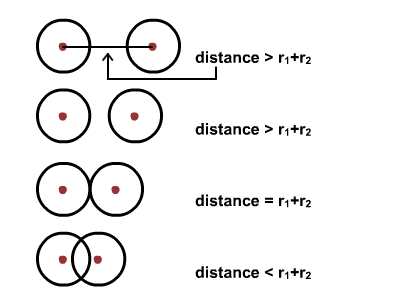 distance > r₁+r₂
distance > r₁+r₂
distance = r₁+r₂
distance < r₁+r₂